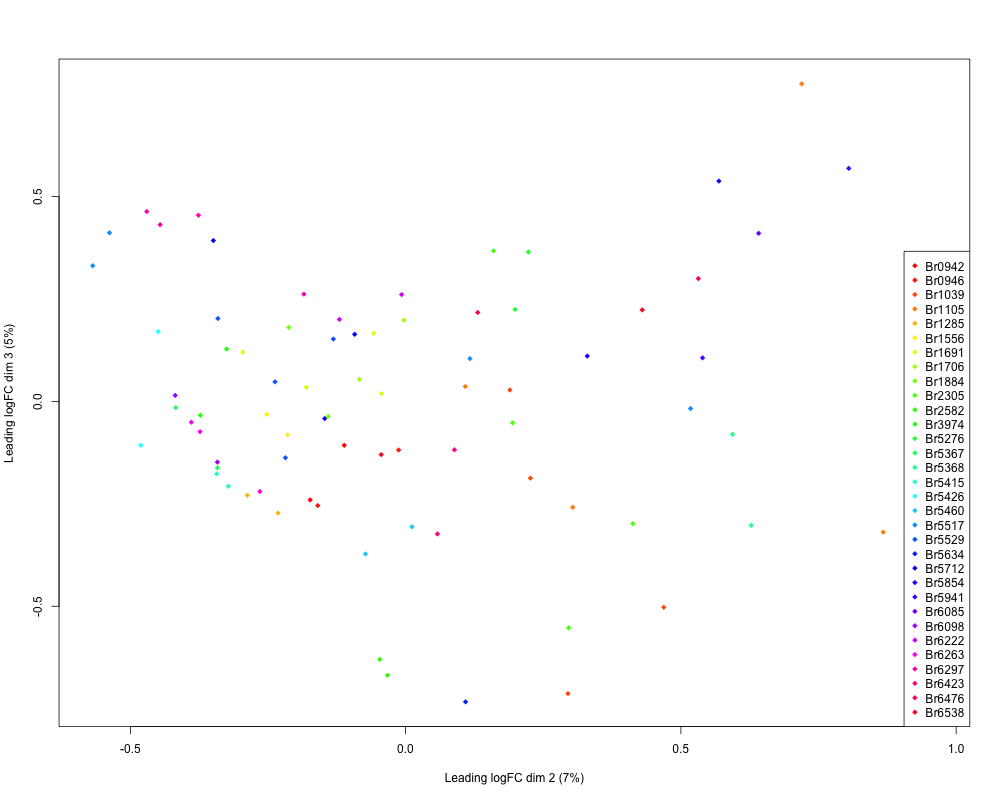 0.5
0.0
-0.5
Leading logFC dim 3 (5%)
Br0942
Br0946
Br1039
Br1105
Br1285
Br1556
Br1691
Br1706
Br1884
Br2305
Br2582
Br3974
Br5276
Br5367
Br5368
Br5415
Br5426
Br5460
Br5517
Br5529
Br5634
Br5712
Br5854
Br5941
Br6085
Br6098
Br6222
Br6263
Br6297
Br6423
Br6476
Br6538
-0.5
0.0
0.5
1.0
Leading logFC dim 2 (7%)